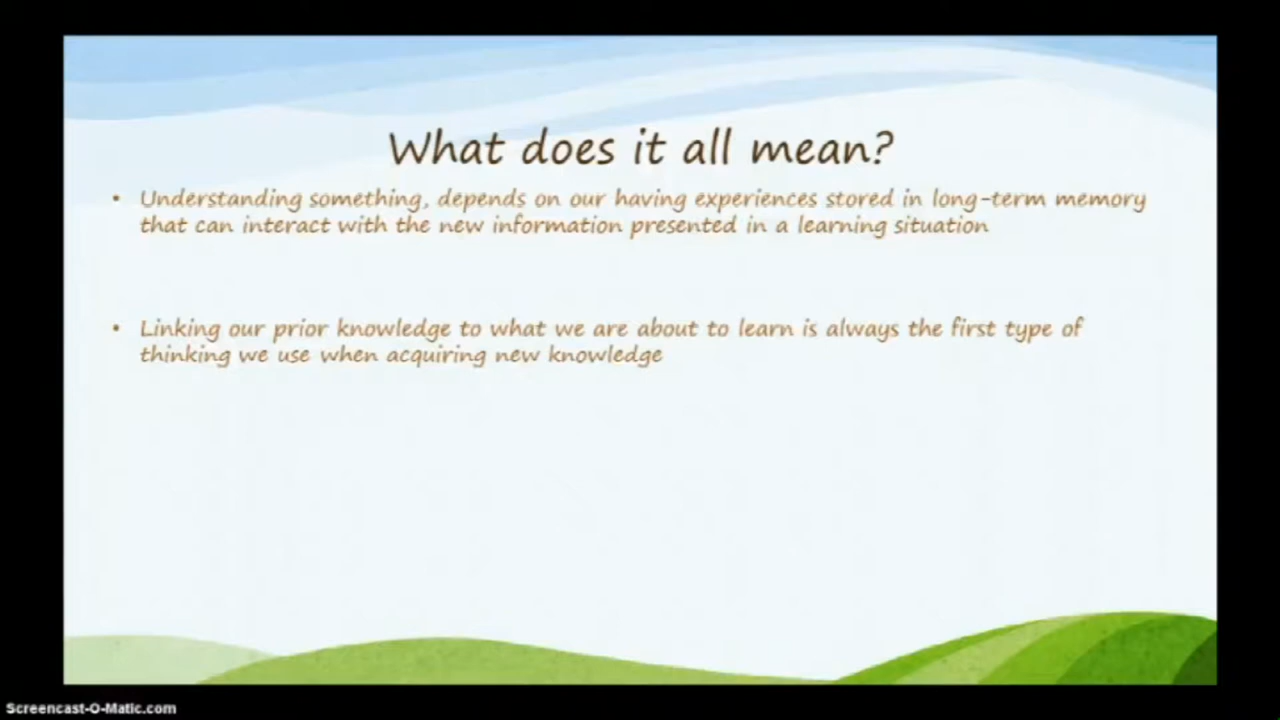 What does it all mean?
• Understanding something, depends on our having experiences stored in long-term memory
that can interact with the new information presented in a learning situation
• Linking our prior knowledge to what we are about to learn is always the first type of
thinking we use when acquiring new knowledge
Screencast-O-Matic.com